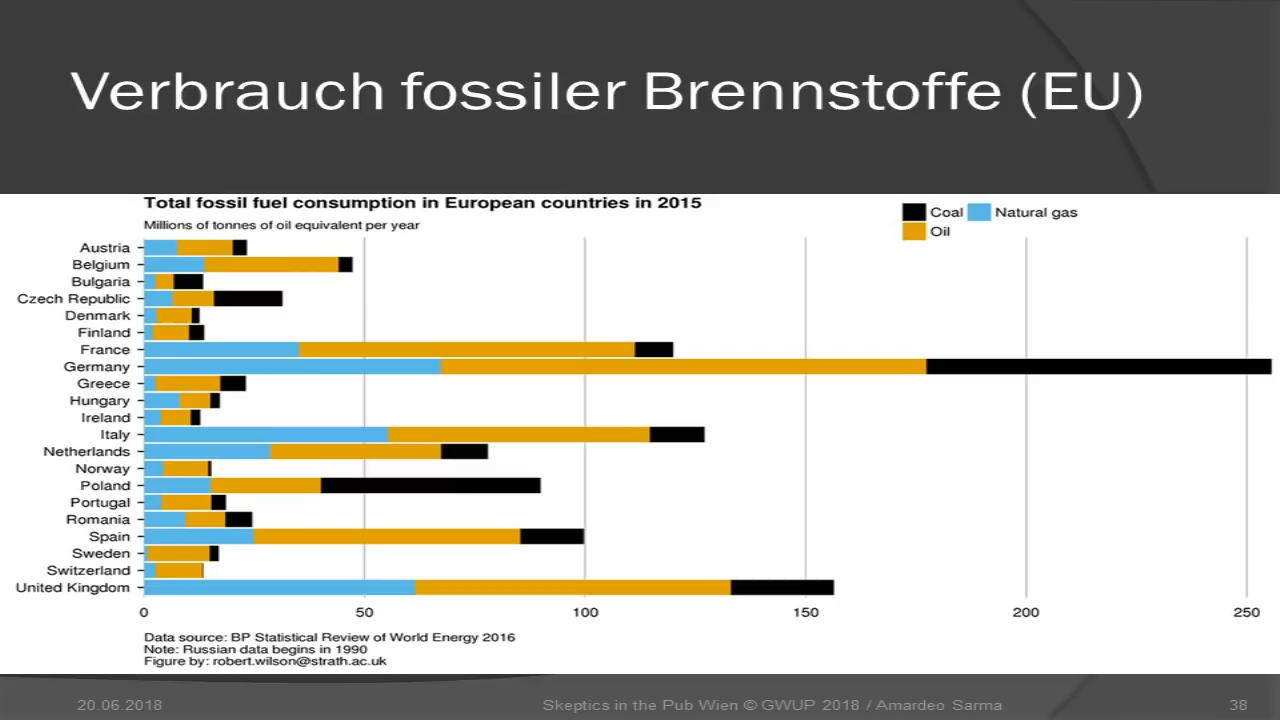 Verbrauch fossiler Brennstoffe (EU)
Total fossil fuel consumption in European countries in 2015
Millions of tonnes of oil equivalent per year
Coal Natural gas
Oil
Austria
Belgium
Bulgaria
Czech Republic
Denmark
Finland
France
Germany
Greece
Hungary
Ireland
Italy
Netherlands
Norway
Poland
Portugal
Romania
Spain
Sweden
Switzerland
United Kingdom
0 50 100 150 200 250
Data source: BP Statistical Review of World Energy 2016
Note: Russian data begins in 1990
Figure by: robert.wilson@strath.ac.uk
20.06.2018 Skeptics in the Pub Wien © GWUP 2018 / Amardeo Sarma 38